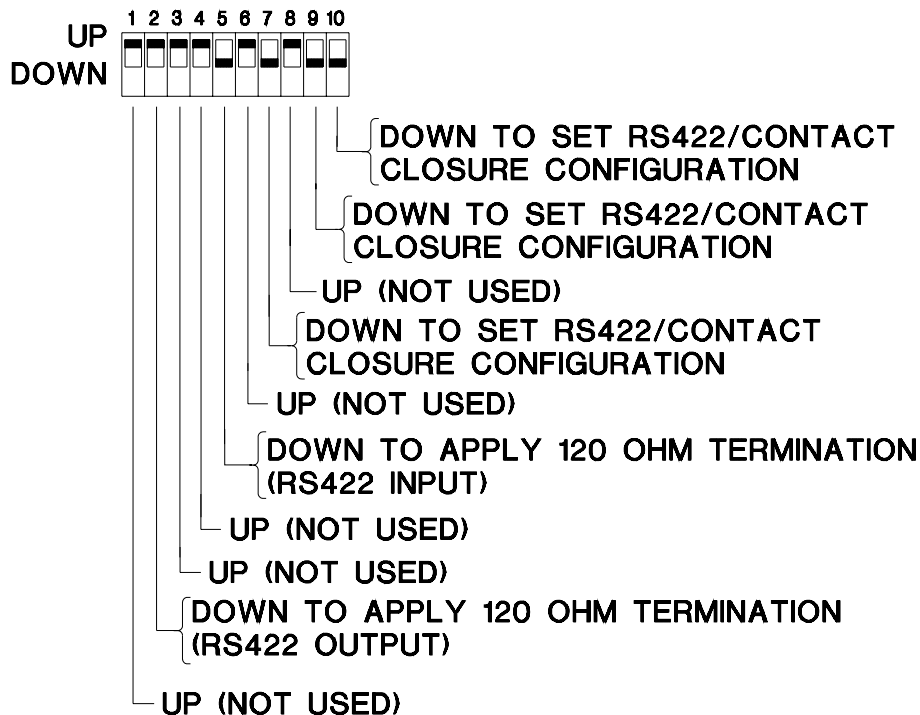 1 2 3 4 5 6 7 8 9 10
UP
DOWN
DOWN TO SET RS422/CONTACT
CLOSURE CONFIGURATION
DOWN TO SET RS422/CONTACT
CLOSURE CONFIGURATION
UP (NOT USED)
DOWN TO SET RS422/CONTACT
CLOSURE CONFIGURATION
UP (NOT USED)
DOWN TO APPLY 120 OHM TERMINATION
(RS422 INPUT)
UP (NOT USED)
UP (NOT USED)
DOWN TO APPLY 120 OHM TERMINATION
(RS422 OUTPUT)
UP (NOT USED)